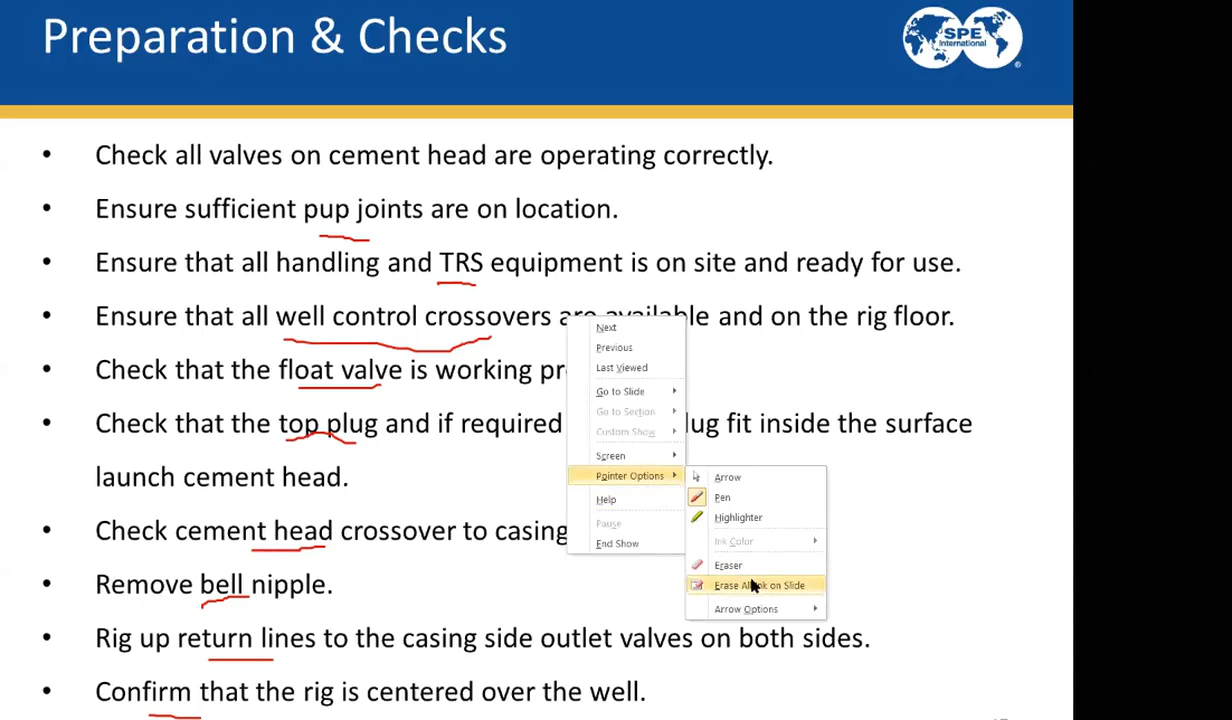 Preparation & Checks
SPE
International
• Check all valves on cement head are operating correctly.
• Ensure sufficient pup joints are on location.
• Ensure that all handling and TRS equipment is on site and ready for use.
• Ensure that all well control crossovers are available and on the rig floor.
• Check that the float valve is working
• Check that the top plug and if required lug fit inside the surface
launch cement head.
• Check cement head crossover to casing
• Remove bell nipple.
• Rig up return lines to the casing side outlet valves on both sides.
• Confirm that the rig is centered over the well.
Next
Previous
Last Viewed
Go to Slide
Go to Section
Custom Show
Screen
Pointer Options
Help
Pause
End Show
Arrow
Pen
Highlighter
Ink Color
Eraser
Erase All Ink on Slide
Arrow Options